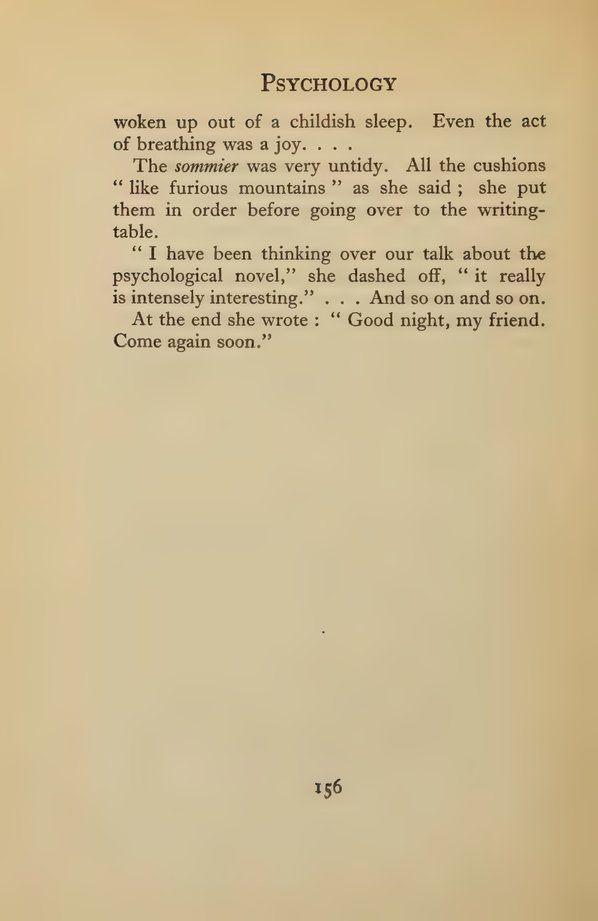 PSYCHOLOGY
woken up out of a childish sleep. Even the act
of breathing was a joy. . . .
The sommier was very untidy. All the cushions
“ like furious mountains ” as she said ; she put
them in order before going over to the writing-
table.
“ I have been thinking over our talk about the
psychological novel,” she dashed off, “ it really
is intensely interesting.” . . . And so on and so on.
At the end she wrote : “ Good night, my friend.
Come again soon.”
156